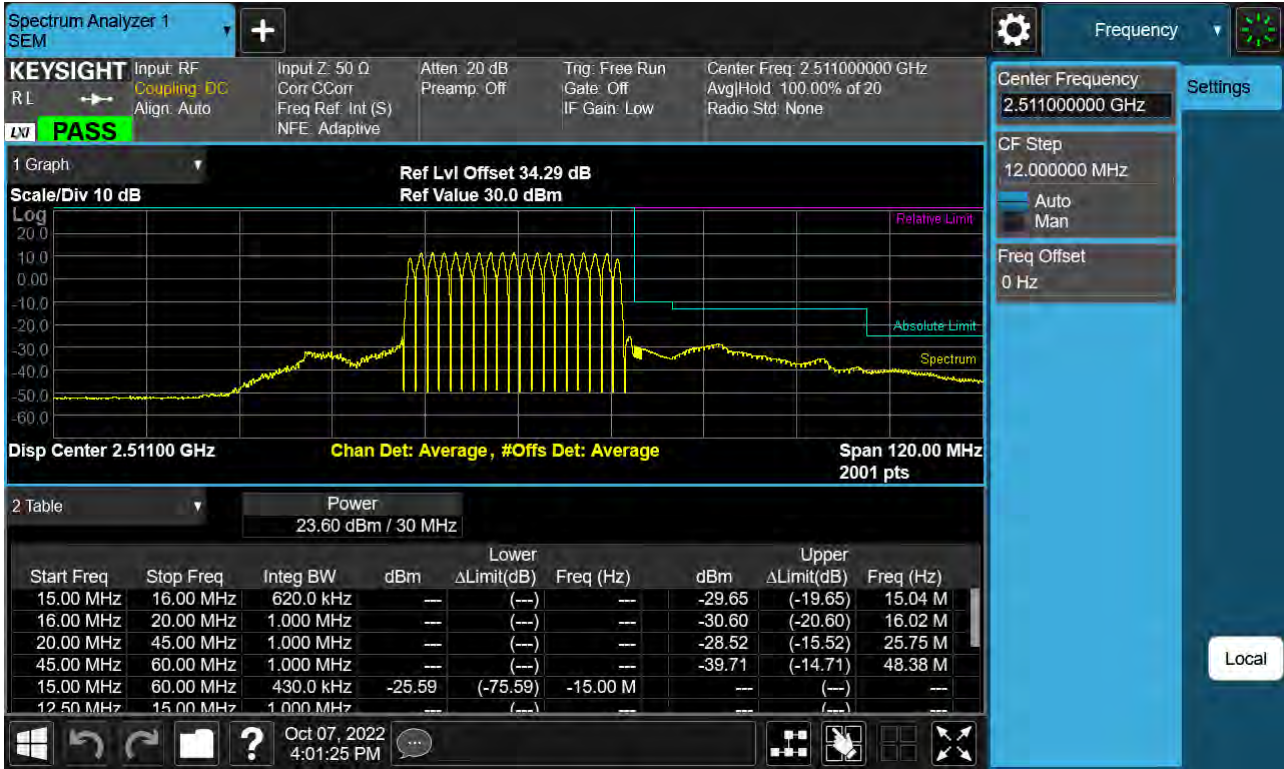 Spectrum Analyzer 1
SEM
+
Frequency
KEYSIGHT
RL
LXI PASS
Input: RF
Coupling: DC
Align: Auto
Input Z: 50 Ω
Corr CCorr
Freq Ref: Int (S)
NFE: Adaptive
Atten: 20 dB
Preamp: Off
Trig: Free Run
Gate: Off
IF Gain: Low
Center Freq: 2.511000000 GHz
Avg|Hold: 100.00% of 20
Radio Std: None
Center Frequency
2.511000000 GHz
Settings
CF Step
12.000000 MHz
Auto
Man
Freq Offset
0 Hz
1 Graph
Scale/Div 10 dB
Ref Lvl Offset 34.29 dB
Ref Value 30.0 dBm
Log
20.0
10.0
0.00
-10.0
-20.0
-30.0
-40.0
-50.0
-60.0
Relative Limit
Absolute Limit
Spectrum
Disp Center 2.51100 GHz
Chan Det: Average, #Offs Det: Average
Span 120.00 MHz
2001 pts
2 Table
Power
23.60 dBm / 30 MHz
Lower Upper
Start Freq Stop Freq Integ BW dBm ΔLimit(dB) Freq (Hz) dBm ΔLimit(dB) Freq (Hz)
15.00 MHz 16.00 MHz 620.0 kHz --- (---) --- -29.65 (-19.65) 15.04 M
16.00 MHz 20.00 MHz 1.000 MHz --- (---) --- -30.60 (-20.60) 16.02 M
20.00 MHz 45.00 MHz 1.000 MHz --- (---) --- -28.52 (-15.52) 25.75 M
45.00 MHz 60.00 MHz 1.000 MHz --- (---) --- -39.71 (-14.71) 48.38 M
15.00 MHz 60.00 MHz 430.0 kHz -25.59 (-75.59) -15.00 M --- (---) ---
12.50 MHz 15.00 MHz 1.000 MHz --- (---) --- --- (---) ---
Local
?
Oct 07, 2022
4:01:25 PM